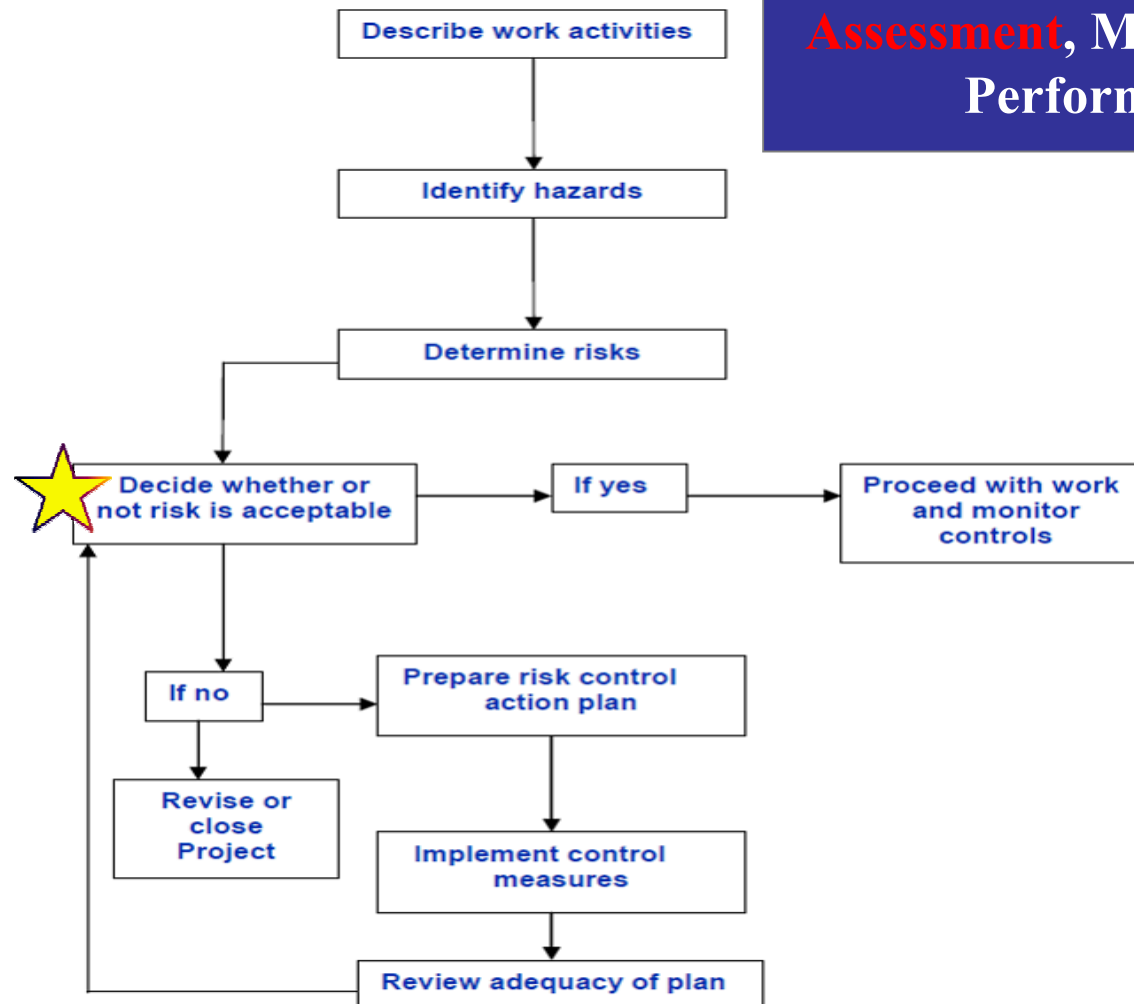 Assessment, M
Perforn
Describe work activities
Identify hazards
Determine risks
Decide whether or
not risk is acceptable
If yes
Proceed with work
and monitor
controls
If no
Prepare risk control
action plan
Revise or
close
Project
Implement control
measures
Review adequacy of plan